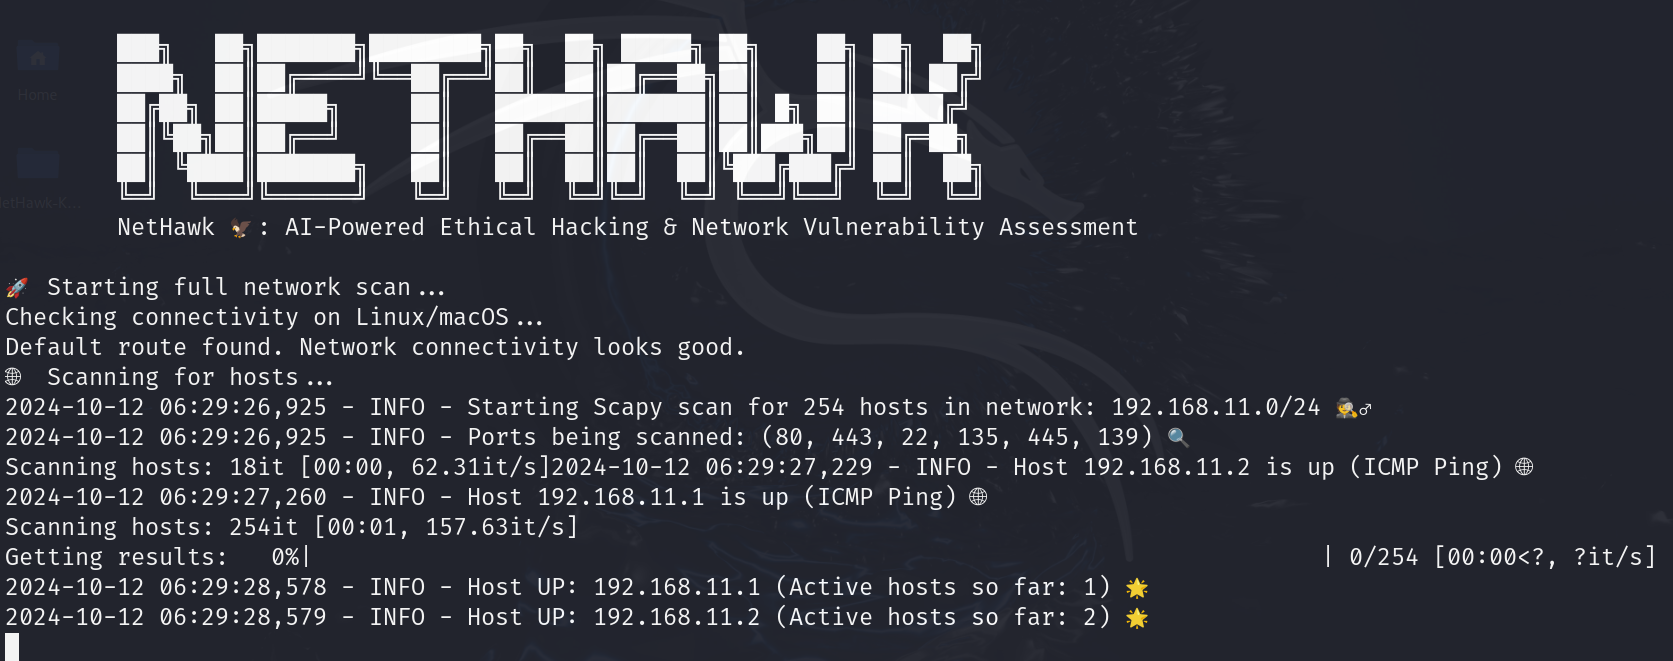 Home
NETHAWK
NetHawk 🦅: AI-Powered Ethical Hacking & Network Vulnerability Assessment
🚀 Starting full network scan...
Checking connectivity on Linux/macOS...
Default route found. Network connectivity looks good.
🌐 Scanning for hosts...
2024-10-12 06:29:26,925 - INFO - Starting Scapy scan for 254 hosts in network: 192.168.11.0/24 🕵️♂
2024-10-12 06:29:26,925 - INFO - Ports being scanned: (80, 443, 22, 135, 445, 139) 🔍
Scanning hosts: 18it [00:00, 62.31it/s]2024-10-12 06:29:27,229 - INFO - Host 192.168.11.2 is up (ICMP Ping) 🌐
2024-10-12 06:29:27,260 - INFO - Host 192.168.11.1 is up (ICMP Ping) 🌐
Scanning hosts: 254it [00:01, 157.63it/s]
Getting results:   0%| | 0/254 [00:00<?, ?it/s]
2024-10-12 06:29:28,578 - INFO - Host UP: 192.168.11.1 (Active hosts so far: 1) 🌟
2024-10-12 06:29:28,579 - INFO - Host UP: 192.168.11.2 (Active hosts so far: 2) 🌟